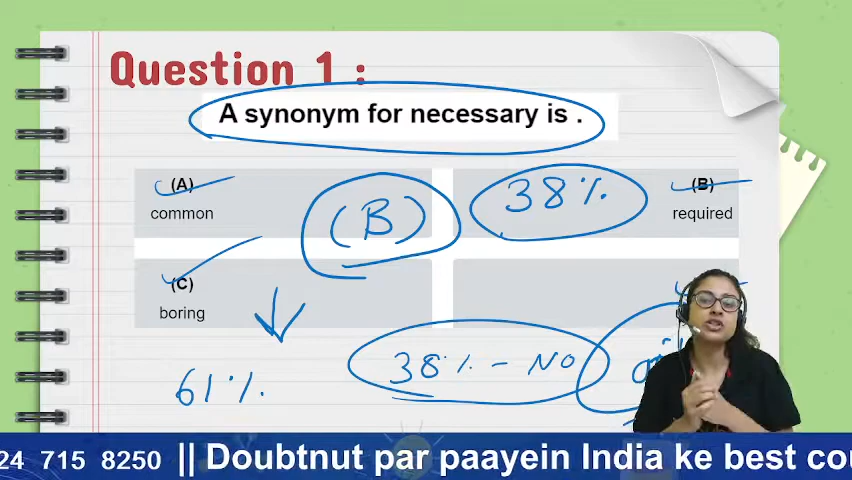 Question 1 :
A synonym for necessary is .
(A)
common
(B)
38%
(B)
required
(C)
boring
61%
38% - NO
24 715 8250 || Doubtnut par paayein India ke best cou